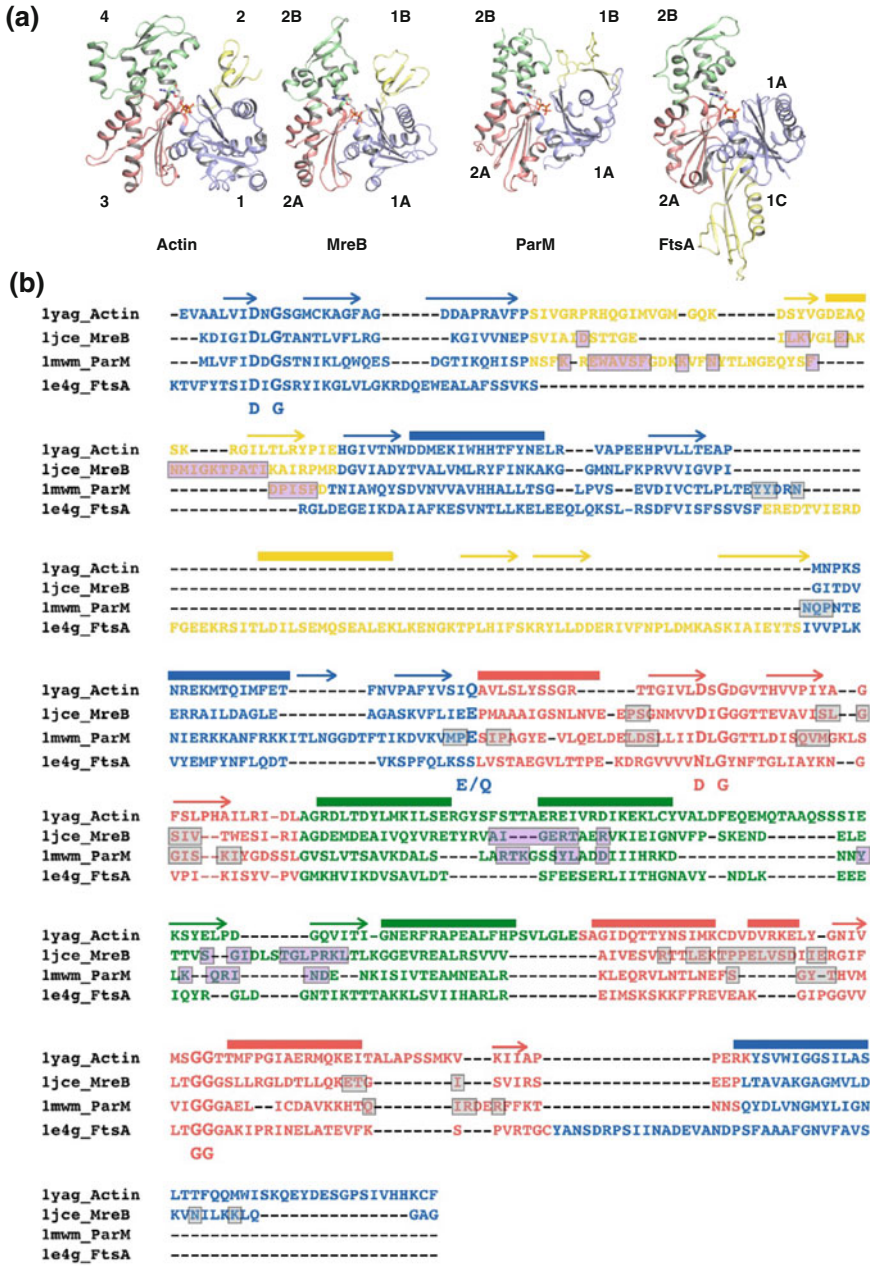 (a)
4 2 2B 1B 2B 1B 2B 1A
3 1 2A 1A 2A 1A 2A 1C
Actin MreB ParM FtsA
(b)
1yag_Actin -EVAALVIDNGSGMCKAGFAG------DDAPRAVFPSIVGRPRHQGIMVGM-GQK----DSYVGDEAQ
1jce_MreB --KDIGIDLGTANTLVFLRG------KGIVVNEPSVIAIDSTTGE-------------ILKVGLEAK
1mwm_ParM --MLVFIDDGSTNIKLQWQES--DGTIKQHISPNSFK-REWAVSFGDKKVFNYTLNGEQYSF-----
1e4g_FtsA KTVFYTSIDIGSRYIKGLVLGKRDQEWEALAFSSVKS------------------------------
D G
1yag_Actin SK-----RGILTLRYPIEHGIVTNWDDMEKIWHHTFYNELR---VAPEEHPVLLTEAP---------
1jce_MreB NMIGKTPATIKAIRPMRDGVIADYTVALVMLRYFINKAKG---GMNLFKPRVVIGVPI---------
1mwm_ParM DPISPDTNIAWQYSDVNVVAVHHALLTSG---LPVS--EVDIVCTLPLTEYYDRN-
1e4g_FtsA RGLDEGEIKDAIAFKESVNTLLKELEEQLQKSL-RSDFVISFSSVSFEREDTVIERD
1yag_Actin ----------------------------------------------------------------MNPKS
1jce_MreB ----------------------------------------------------------------GITDV
1mwm_ParM ---------------------------------------------------------------NQPNTE
1e4g_FtsA FGEEKRSITLDILSEMQSEALEKLKENGKTPLHIFSKRYLLDDERIVFNPLDMKASKIAIEYTSIVVPLK
1yag_Actin NREKMTQIMFET---------FNVPAFYVSIQAVLSLYSSGR------TTGIVLDSGDGVTHVVPIYA--G
1jce_MreB ERRAILDAGLE----------AGASKVFLIEEPMAAAIGSNLNVE-EPSGNMVVDIGGGTTEVAVISL--G
1mwm_ParM NIERKKANFRKKITLNGGDTFTIKDVKVMPESIPAGYE-VLQELDELDSLLIIDLGGTTLDISQVMGKLS
1e4g_FtsA VYEMFYNFLQDT---------VKSPFQLKSSLVSTAEGVLTTPE--KDRGVVVVNLGYNFTGLIAYKN--G
E/Q D G
1yag_Actin FSLPHAILRI-DLAGRDLTDYLMKILSERGYSFSTTAEREIVRDIKEKLCYVALDFEQEMQTAAQSSSIE
1jce_MreB SIV--TWESI-RIAGDEMDEAIVQYVRETYRVAI---GERTAERVKIEIGNVFP-SKEND------ELE
1mwm_ParM GIS--KIYGDSSLGVSLVTSAVKDALS----LARTKGSSYLADDIIIHRKD---------------NNY
1e4g_FtsA VPI--KISYVP-VGMKHVIKDVSAVLDT------SFEESERLIITHGNAVY--NDLK---------EEE
1yag_Actin KSYELPD--------GQVITI-GNERFRAPEALFHPSVLGLESAGIDQTTYNSIMKCDVDVRKELY-GNIV
1jce_MreB TTVS--GIDLSTGLPRKLTLKGGEVREALRSVVV--------AIVESVRTTLEKTPPELVSDIIERGIF
1mwm_ParM LK--QRI-------NDE--NKISIVTEAMNEALR--------KLEQRVLNTLNEFS--------GY-THVM
1e4g_FtsA IQYR---GLD----GNTIKTTTAKKLSVIIHARLR-------EIMSKSKKFFREVEAK----GIPGGVV
1yag_Actin MSGGTTMFPGIAERMQKEITALAPSSMKV---KIIAP---------------PERKYSVWIGGSILAS
1jce_MreB LTGGGSLLRGLDTLLQKETG--------I---SVIRS---------------EEPLTAVAKGAGMVLD
1mwm_ParM VIGGGAEL--ICDAVKKHTQ--------IRDERFFKT---------------NNSQYDLVNGMYLIGN
1e4g_FtsA LTGGGAKIPRINELATEVFK--------S---PVRTGCYANSDRPSIINADEVANDPSFAAAFGNVFAVS
GG
1yag_Actin LTTFQQMWISKQEYDESGPSIVHHKCF
1jce_MreB KVNILKKLQ---------------GAG
1mwm_ParM ---------------------------
1e4g_FtsA ---------------------------